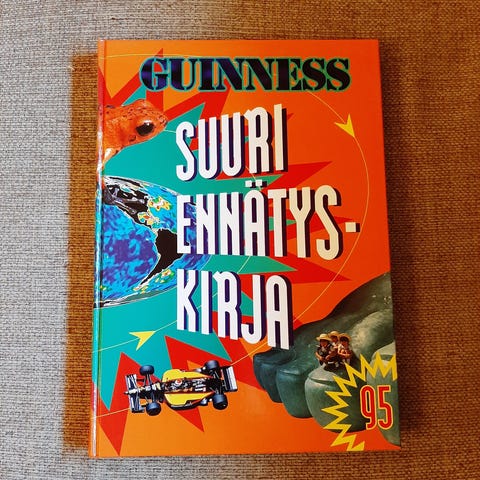 GUINNESS
SUURI
ENNÄTYS-
KIRJA
95